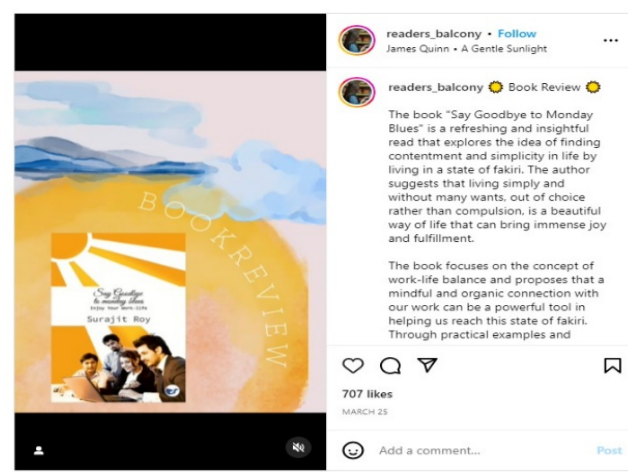 readers_balcony • Follow
James Quinn • A Gentle Sunlight
readers_balcony 🌞 Book Review 🌞
The book "Say Goodbye to Monday
Blues" is a refreshing and insightful
read that explores the idea of finding
contentment and simplicity in life by
living in a state of fakiri. The author
suggests that living simply and
without many wants, out of choice
rather than compulsion, is a beautiful
way of life that can bring immense joy
and fulfillment.
The book focuses on the concept of
work-life balance and proposes that a
mindful and organic connection with
our work can be a powerful tool in
helping us reach this state of fakiri.
Through practical examples and
707 likes
MARCH 25
Add a comment...
Post
BOOKREVIEW
Say Goodbye
to monday blues
Enjoy Your Work-life
Surajit Roy